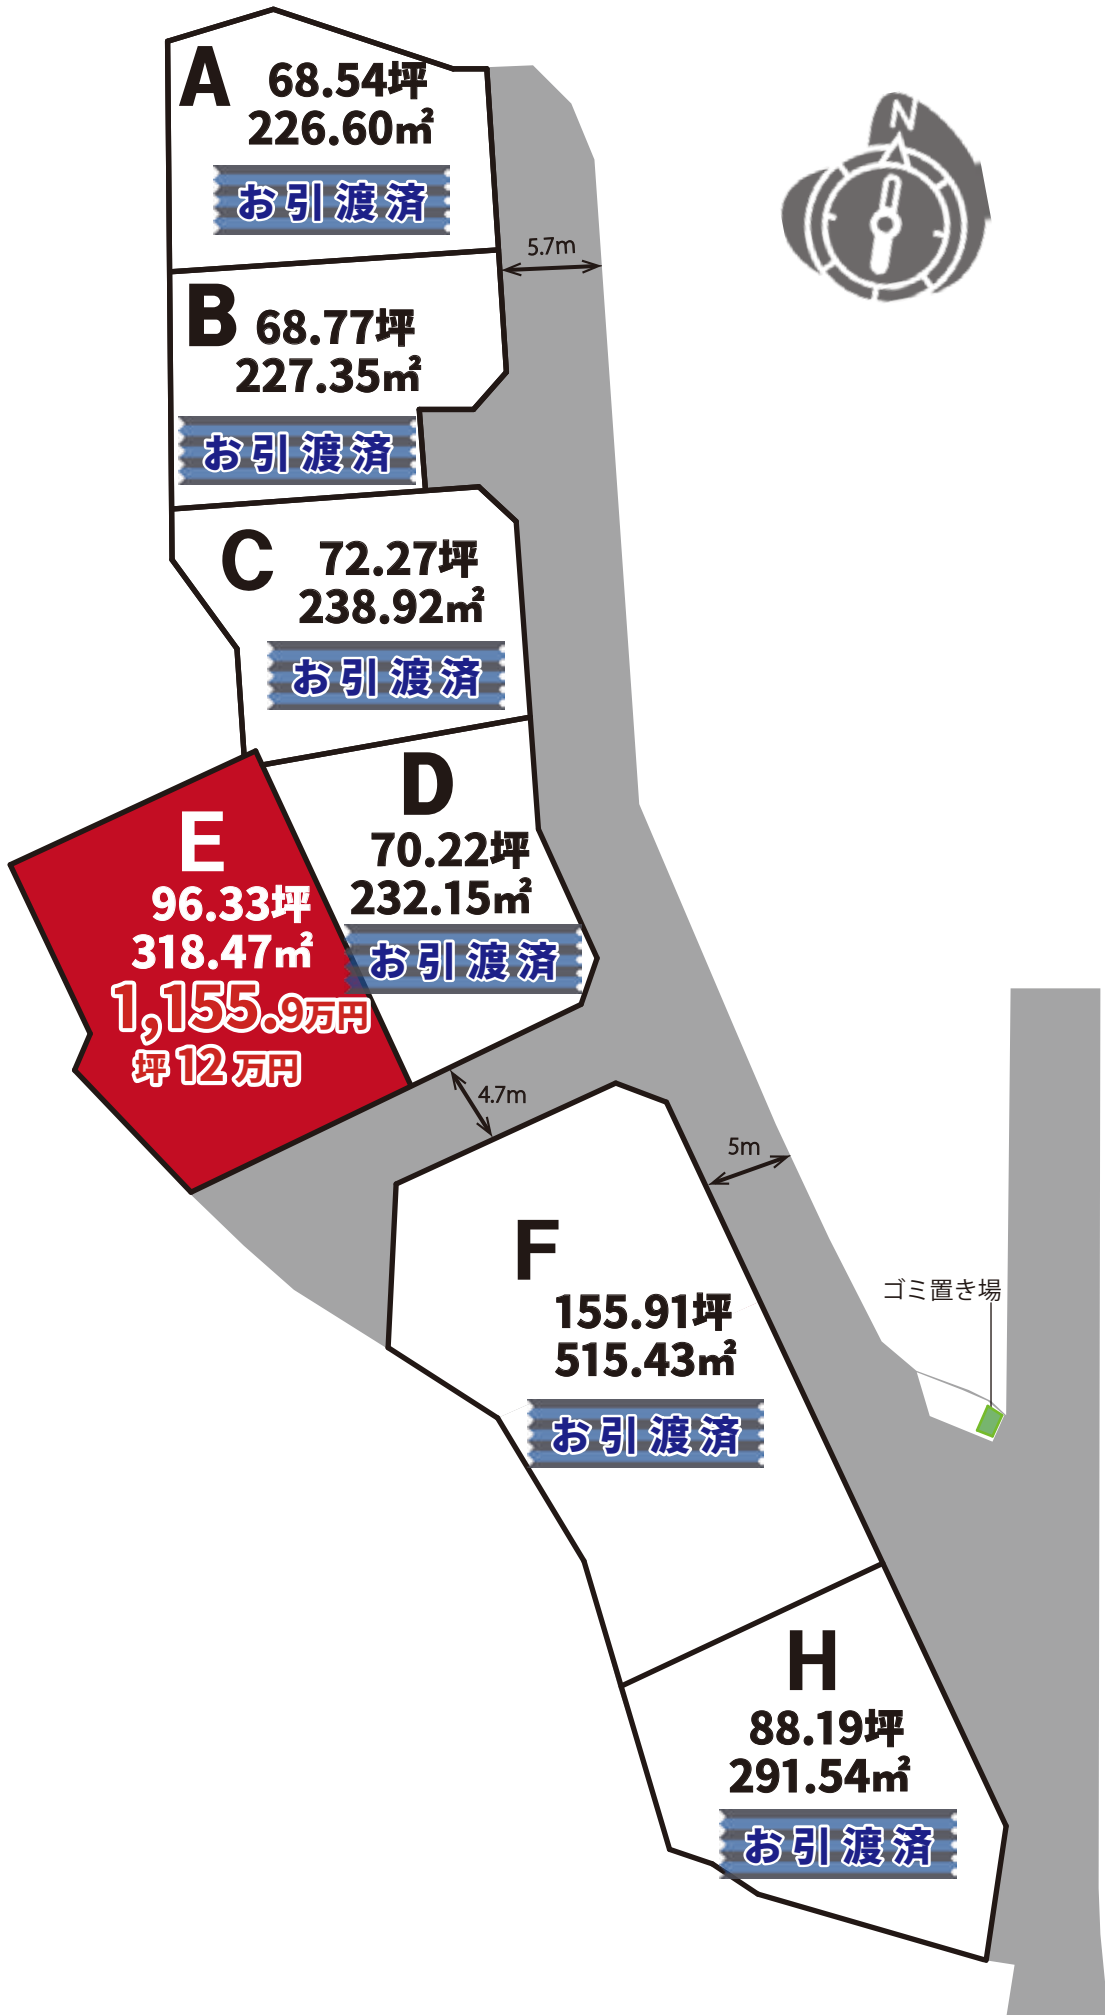 A
68.54坪
226.60㎡
お引渡済
N
5.7m
B
68.77坪
227.35㎡
お引渡済
C
72.27坪
238.92㎡
お引渡済
D
70.22坪
232.15㎡
お引渡済
E
96.33坪
318.47㎡
1,155.9万円
坪12万円
4.7m
5m
F
155.91坪
515.43㎡
お引渡済
ゴミ置き場
H
88.19坪
291.54㎡
お引渡済